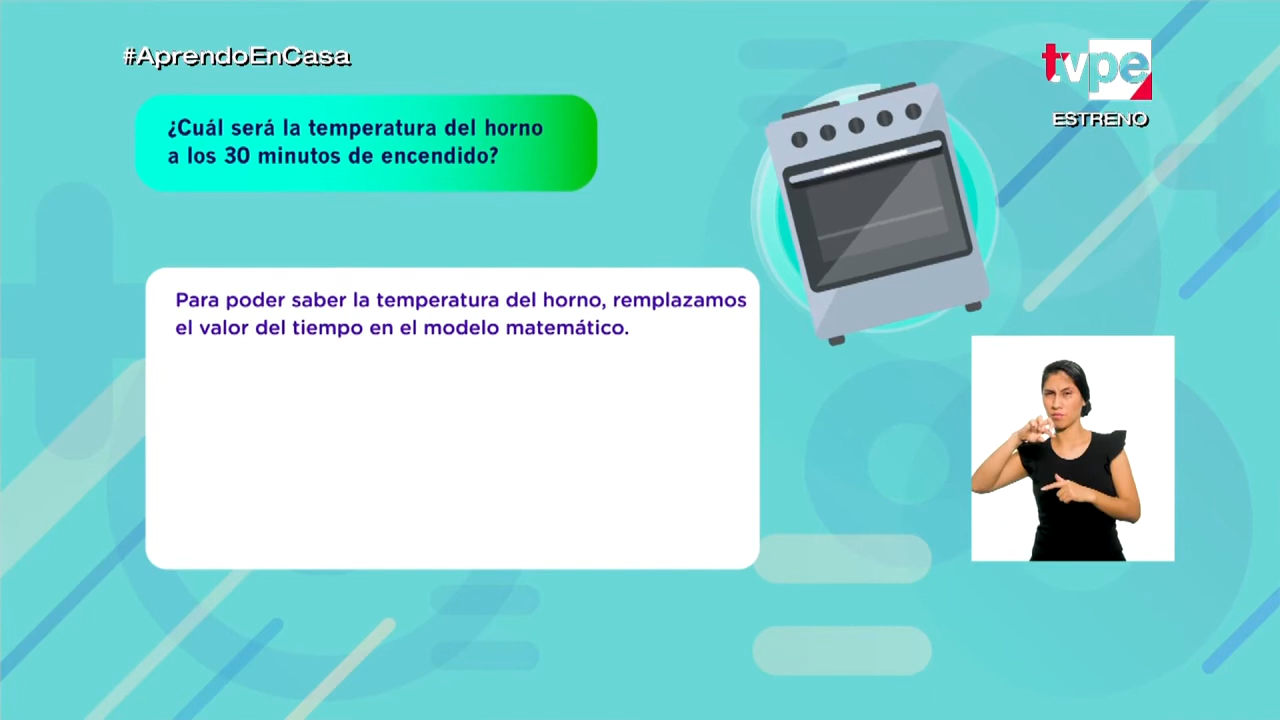 #AprendoEnCasa
tvpe
ESTRENO
¿Cuál será la temperatura del horno
a los 30 minutos de encendido?
Para poder saber la temperatura del horno, remplazamos
el valor del tiempo en el modelo matemático.